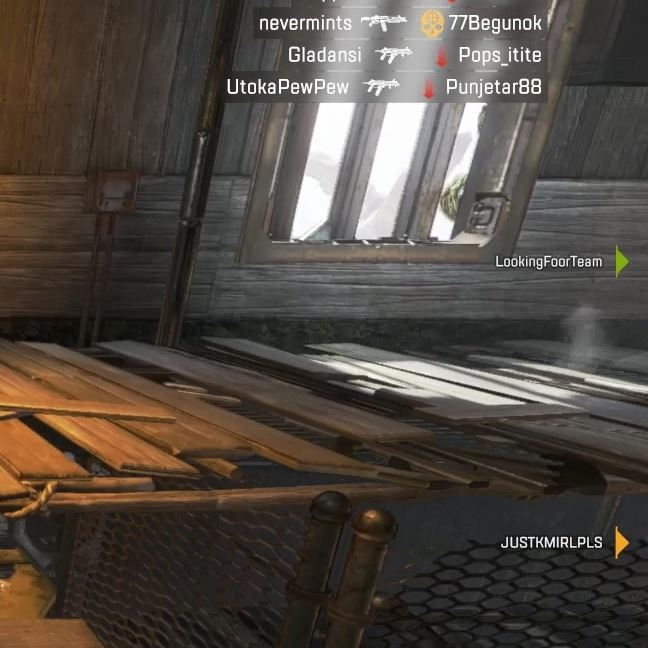 nevermints 77Begunok
Gladansi Pops_itite
UtokaPewPew Punjetar88
LookingFoorTeam
JUSTKMIRLPLS